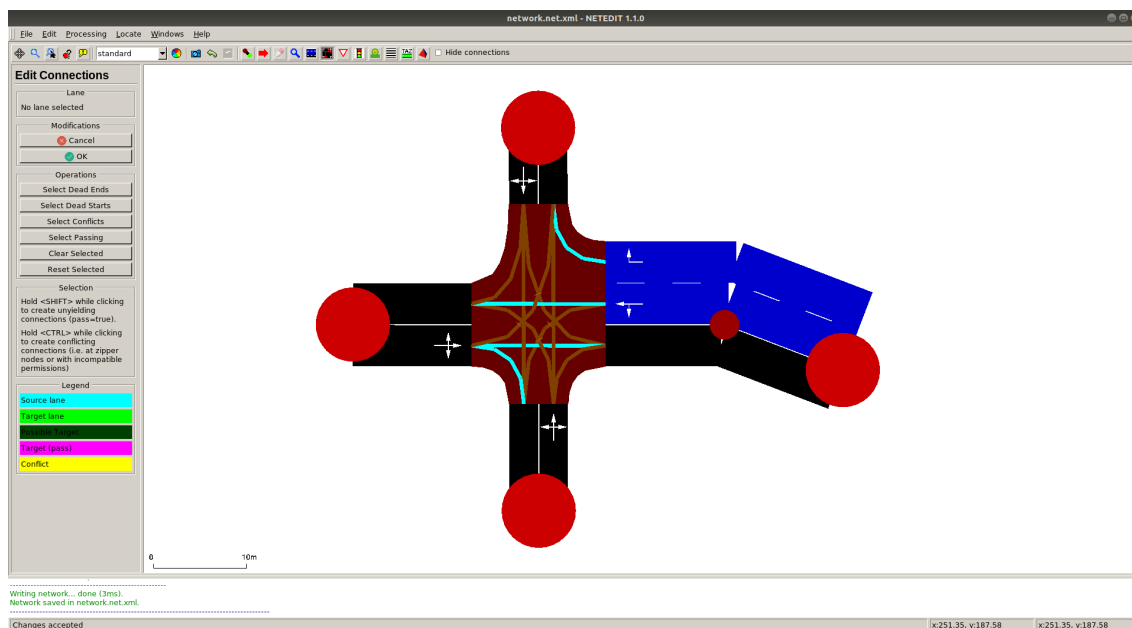 network.net.xml - NETEDIT 1.1.0
File Edit Processing Locate Windows Help
standard
TAZ
Hide connections
Edit Connections
Lane
No lane selected
Modifications
Cancel
OK
Operations
Select Dead Ends
Select Dead Starts
Select Conflicts
Select Passing
Clear Selected
Reset Selected
Selection
Hold <SHIFT> while clicking
to create unyielding
connections (pass=true).
Hold <CTRL> while clicking
to create conflicting
connections (i.e. at zipper
nodes or with incompatible
permissions)
Legend
Source lane
Target lane
Possible Target
Target (pass)
Conflict
0 10m
Writing network... done (3ms).
Network saved in network.net.xml.
Changes accepted
x:251.35, y:187.58
x:251.35, y:187.58